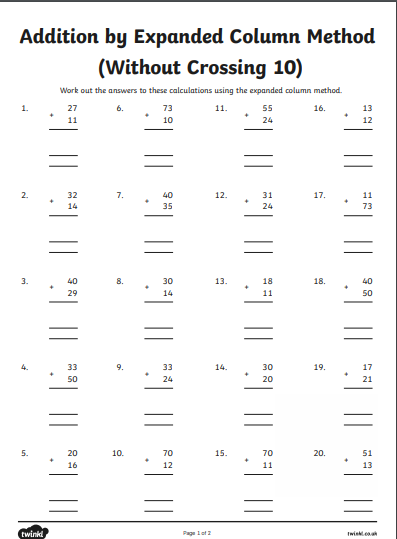 Addition by Expanded Column Method
(Without Crossing 10)
Work out the answers to these calculations using the expanded column method.
1. 27 6. 73 11. 55 16. 13
+ 11 + 10 + 24 + 12
2. 32 7. 40 12. 31 17. 11
+ 14 + 35 + 24 + 73
3. 40 8. 30 13. 18 18. 40
+ 29 + 14 + 11 + 50
4. 33 9. 33 14. 30 19. 17
+ 50 + 24 + 20 + 21
5. 20 10. 70 15. 70 20. 51
+ 16 + 12 + 11 + 13
twinkl Page 1 of 3 twinkl.co.uk